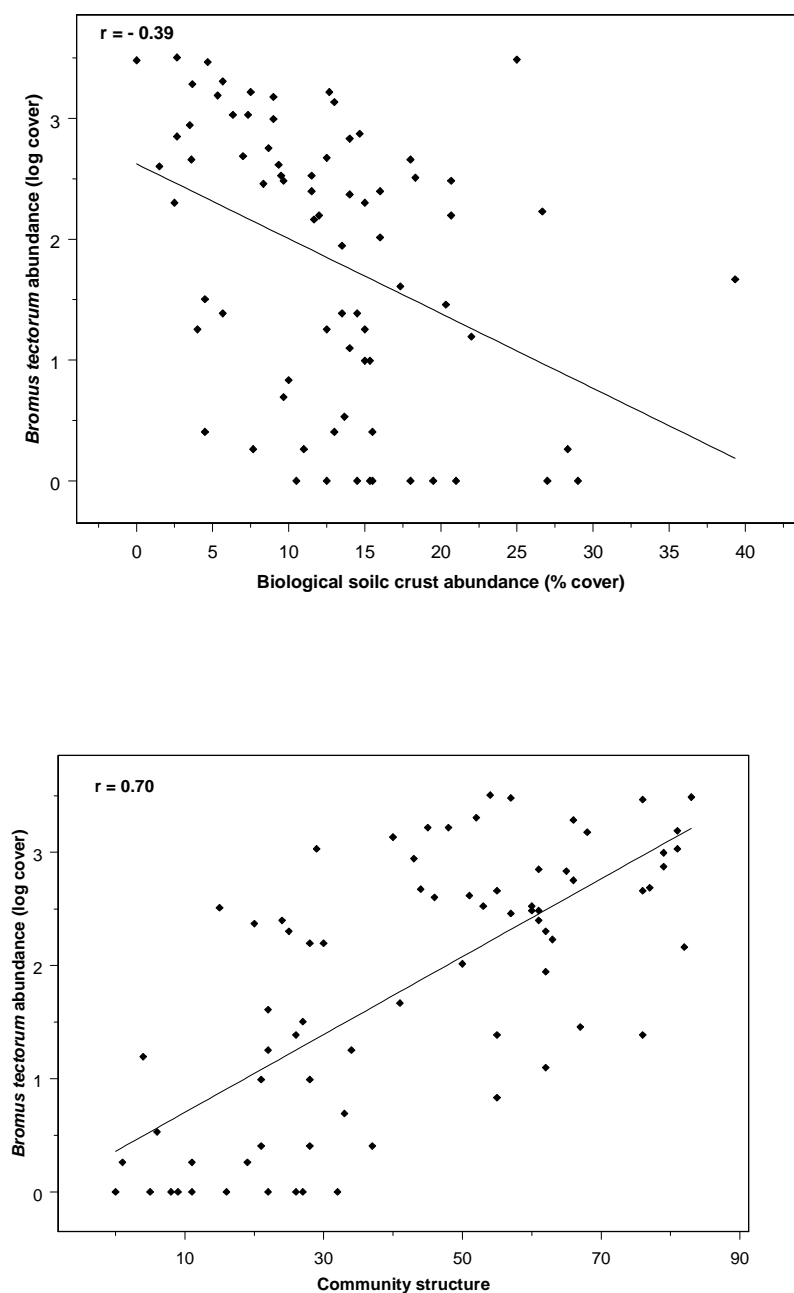 r = - 0.39
Bromus tectorum abundance (log cover)
3
2
1
0
0 5 10 15 20 25 30 35 40
Biological soilc crust abundance (% cover)
r = 0.70
Bromus tectorum abundance (log cover)
3
2
1
0
10 30 50 70 90
Community structure